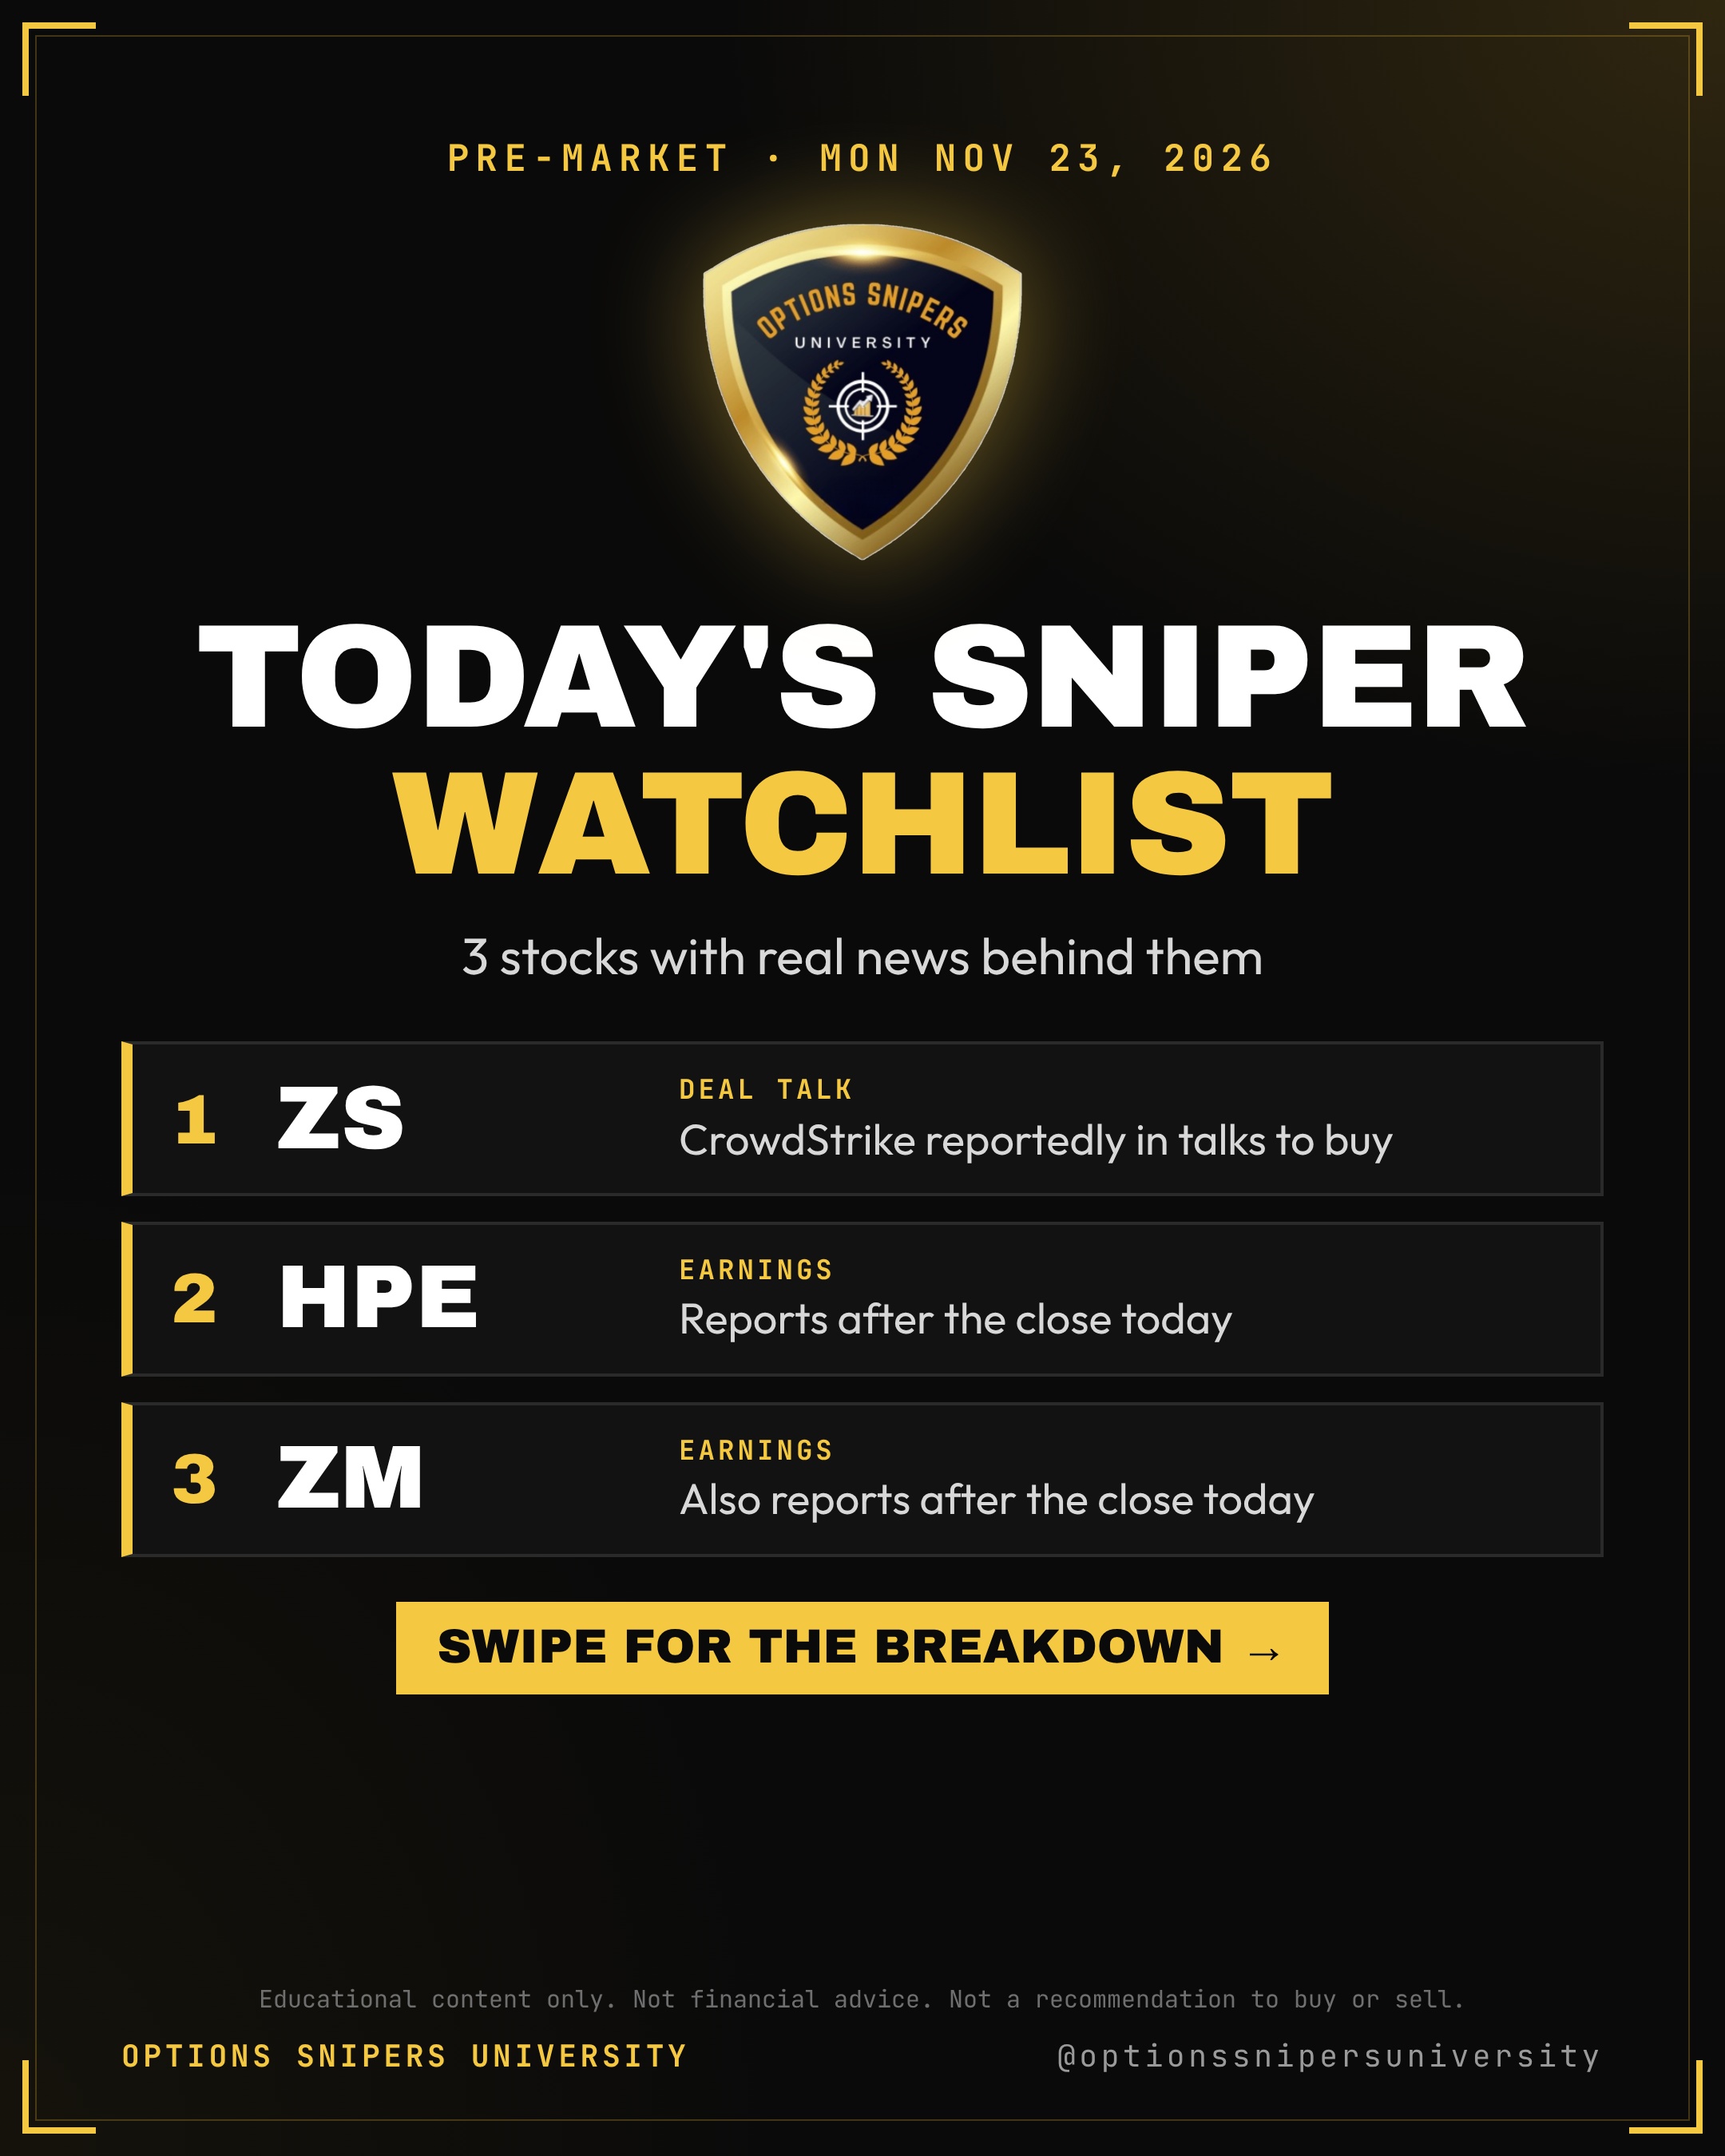 PRE-MARKET · MON NOV 23, 2026
OPTIONS SNIPERS
UNIVERSITY
TODAY'S SNIPER
WATCHLIST
3 stocks with real news behind them
1 ZS
DEAL TALK
CrowdStrike reportedly in talks to buy
2 HPE
EARNINGS
Reports after the close today
3 ZM
EARNINGS
Also reports after the close today
SWIPE FOR THE BREAKDOWN →
Educational content only. Not financial advice. Not a recommendation to buy or sell.
OPTIONS SNIPERS UNIVERSITY
@optionssnipersuniversity